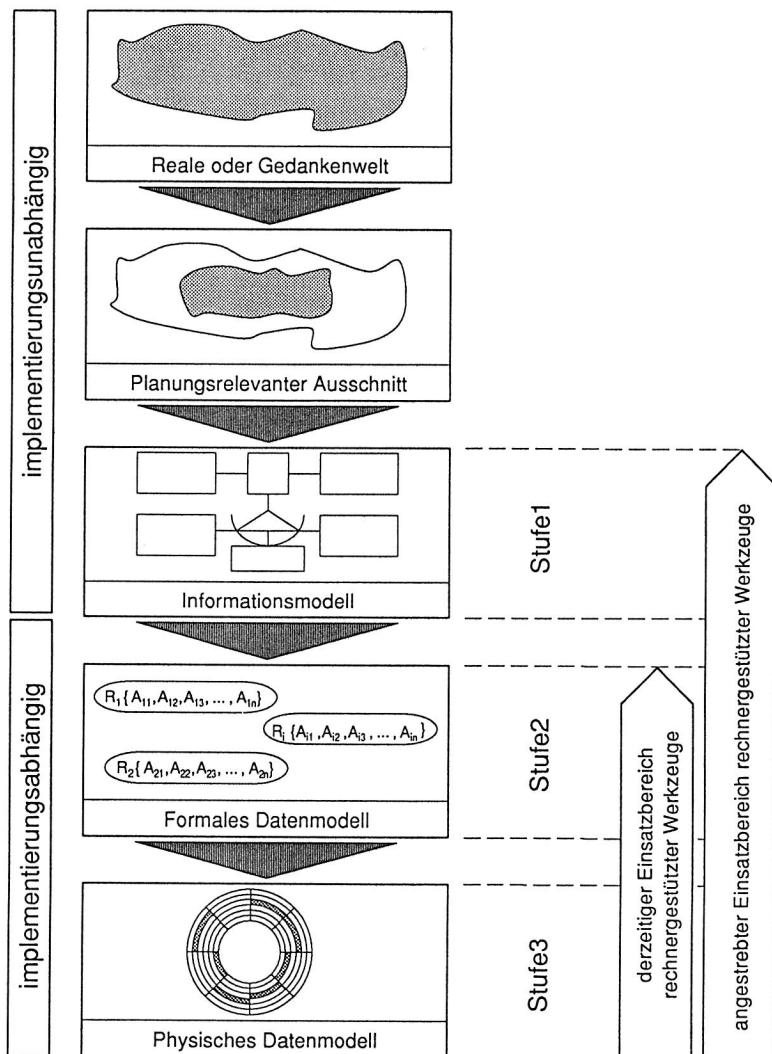 implementierungsunabhängig
Reale oder Gedankenwelt
Planungsrelevanter Ausschnitt
Informationsmodell
Stufe1
implementierungsabhängig
R₁{A₁₁,A₁₂,A₁₃, ... , A₁ₙ}
Rᵢ {Aᵢ₁,Aᵢ₂,Aᵢ₃, ... , Aᵢₙ}
R₂{A₂₁,A₂₂,A₂₃, ... , A₂ₙ}
Formales Datenmodell
Stufe2
Physisches Datenmodell
Stufe3
derzeitiger Einsatzbereich
rechnergestützter Werkzeuge
angestrebter Einsatzbereich rechnergestützter Werkzeuge